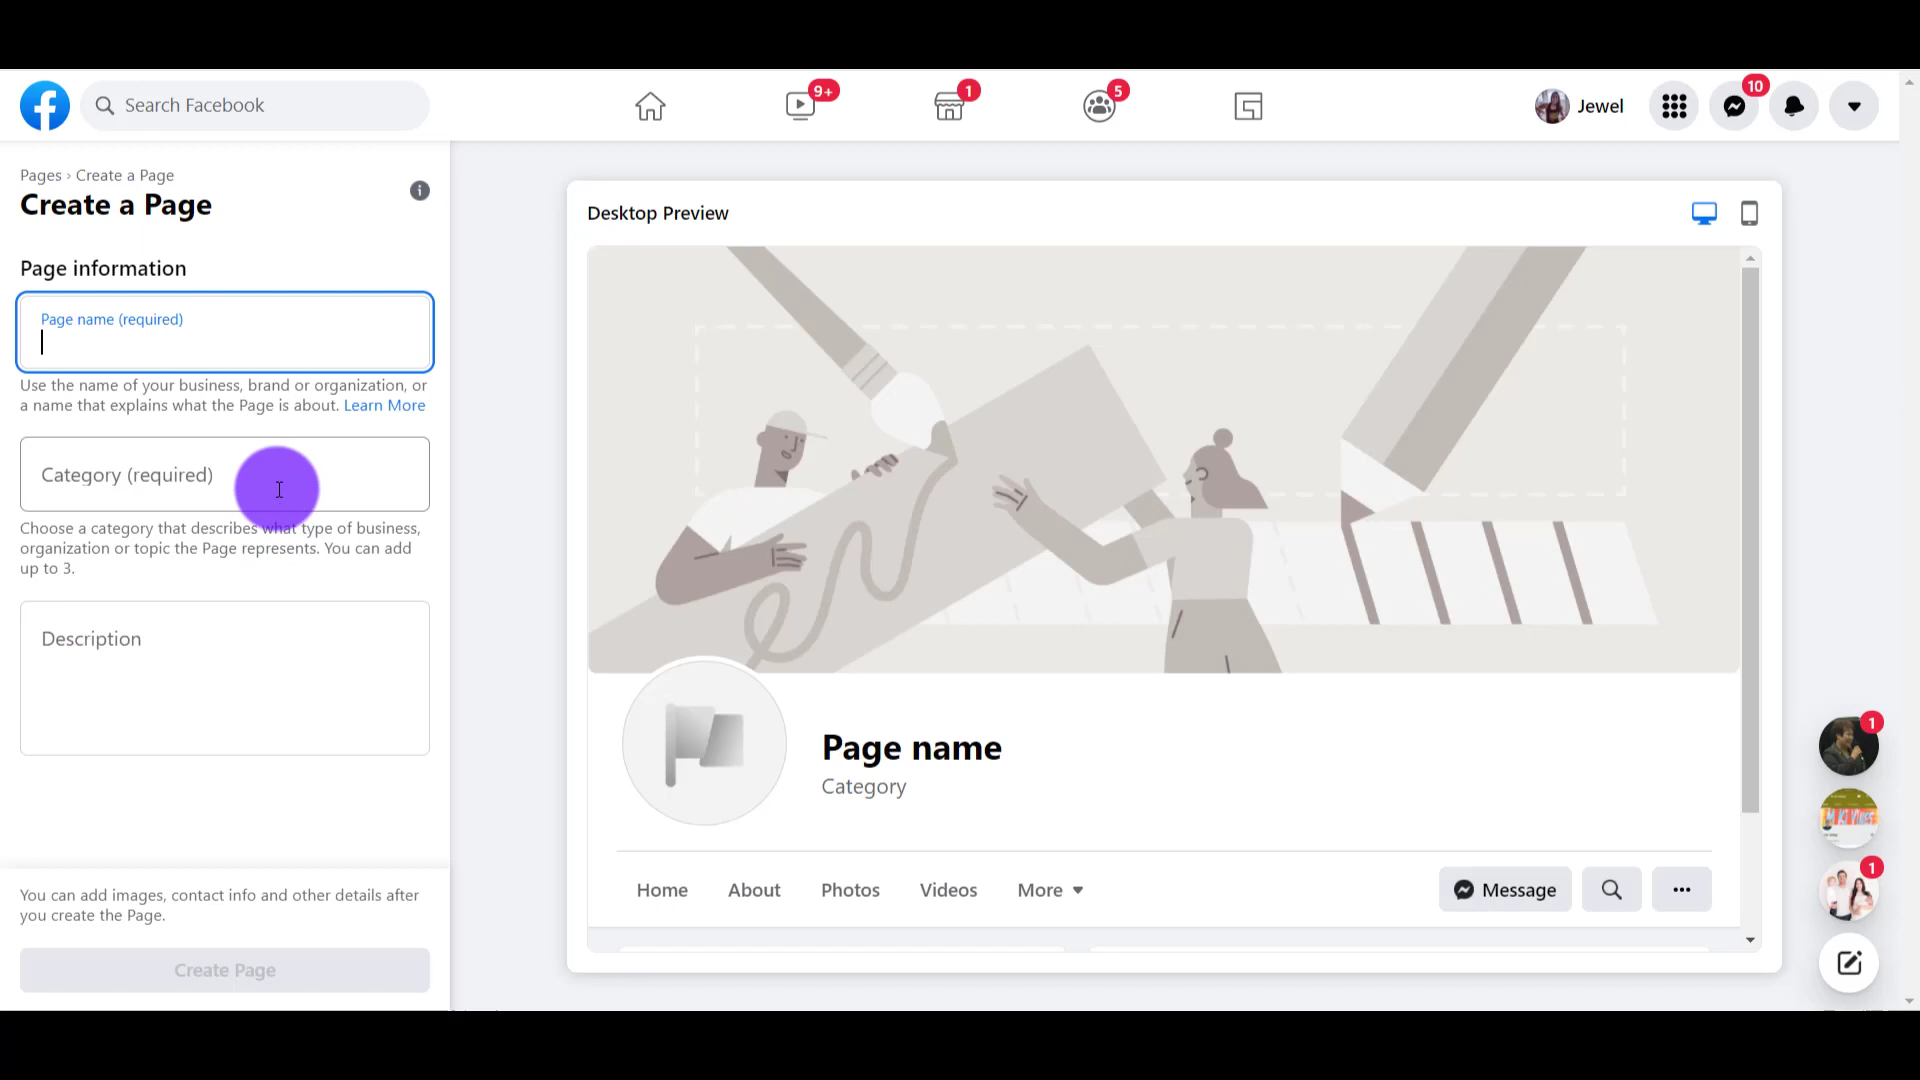 Search Facebook
9+
1
5
Jewel
10
Pages › Create a Page
Create a Page
Page information
Page name (required)
Use the name of your business, brand or organization, or
a name that explains what the Page is about. Learn More
Category (required)
Choose a category that describes what type of business,
organization or topic the Page represents. You can add
up to 3.
Description
You can add images, contact info and other details after
you create the Page.
Create Page
Desktop Preview
Page name
Category
Home
About
Photos
Videos
More
Message
1
1